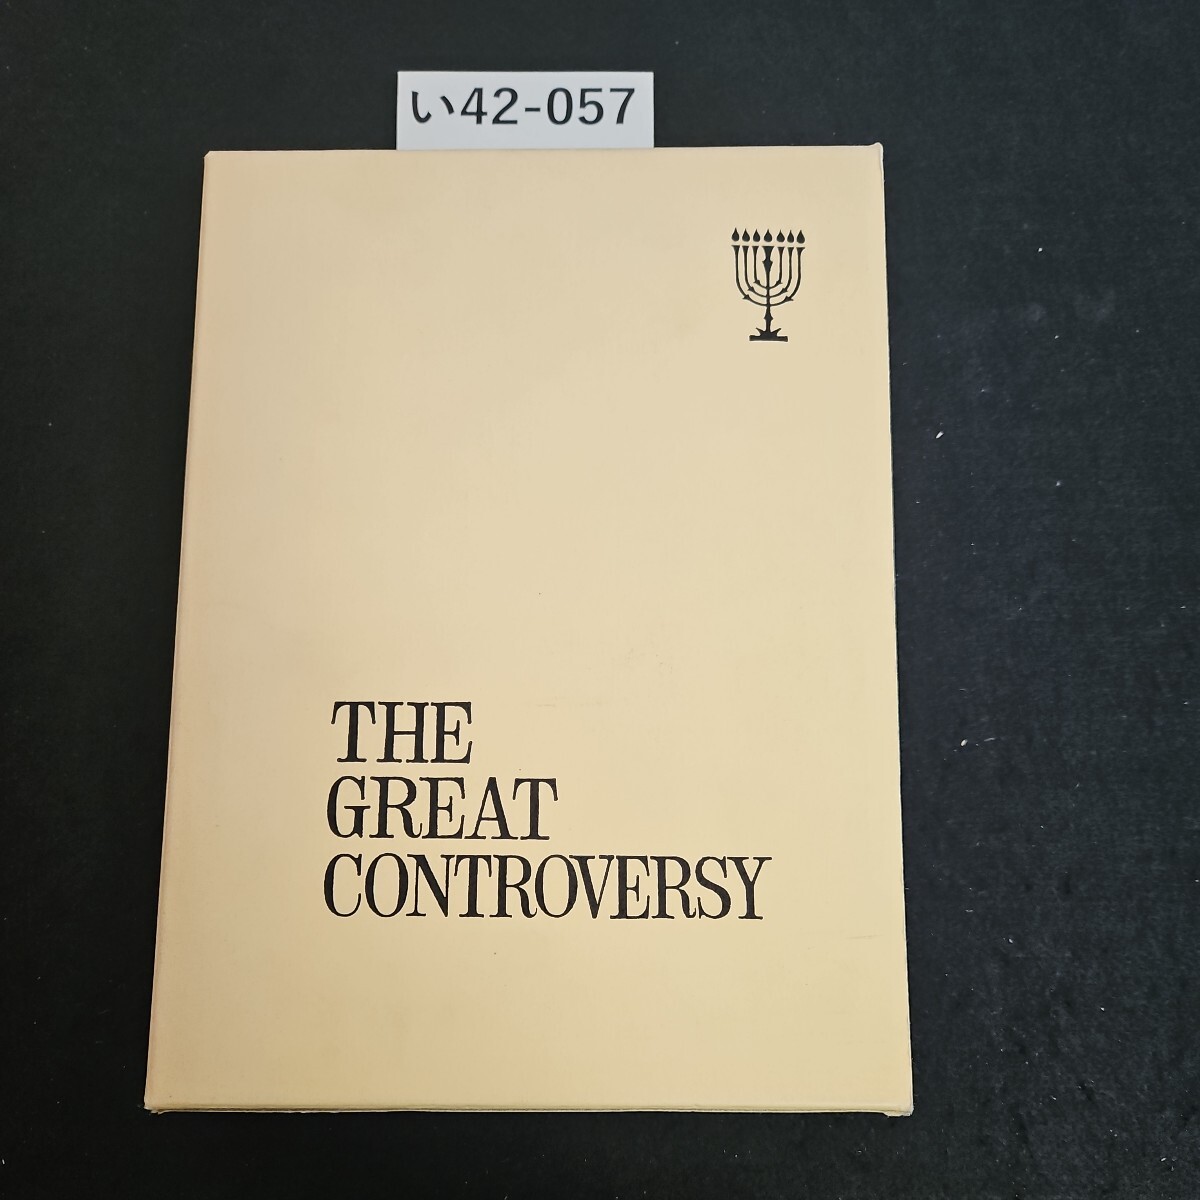 い42-057
THE
GREAT
CONTROVERSY